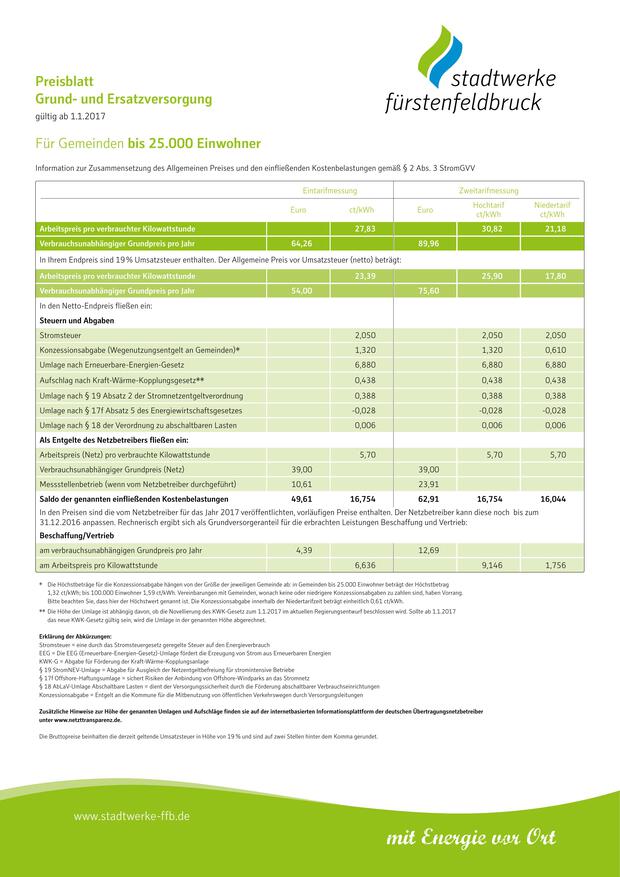 stadtwerke
fürstenfeldbruck
Preisblatt
Grund- und Ersatzversorgung
gültig ab 1.1.2017
Für Gemeinden bis 25.000 Einwohner
Information zur Zusammensetzung des Allgemeinen Preises und den einfließenden Kostenbelastungen gemäß § 2 Abs. 3 StromGVV
Eintarifmessung Zweitarifmessung
Euro ct/kWh Euro Hochtarif ct/kWh Niedertarif ct/kWh
Arbeitspreis pro verbrauchter Kilowattstunde 27,83 30,82 21,18
Verbrauchsunabhängiger Grundpreis pro Jahr 64,26 89,96
In Ihrem Endpreis sind 19 % Umsatzsteuer enthalten. Der Allgemeine Preis vor Umsatzsteuer (netto) beträgt:
Arbeitspreis pro verbrauchter Kilowattstunde 23,39 25,90 17,80
Verbrauchsunabhängiger Grundpreis pro Jahr 54,00 75,60
In den Netto-Endpreis fließen ein:
Steuern und Abgaben
Stromsteuer 2,050 2,050 2,050
Konzessionsabgabe (Wegenutzungsentgelt an Gemeinden)* 1,320 1,320 0,610
Umlage nach Erneuerbare-Energien-Gesetz 6,880 6,880 6,880
Aufschlag nach Kraft-Wärme-Kopplungsgesetz** 0,438 0,438 0,438
Umlage nach § 19 Absatz 2 der Stromnetzentgeltverordnung 0,388 0,388 0,388
Umlage nach § 17f Absatz 5 des Energiewirtschaftsgesetzes -0,028 -0,028 -0,028
Umlage nach § 18 der Verordnung zu abschaltbaren Lasten 0,006 0,006 0,006
Als Entgelte des Netzbetreibers fließen ein:
Arbeitspreis (Netz) pro verbrauchte Kilowattstunde 5,70 5,70 5,70
Verbrauchsunabhängiger Grundpreis (Netz) 39,00 39,00
Messstellenbetrieb (wenn vom Netzbetreiber durchgeführt) 10,61 23,91
Saldo der genannten einfließenden Kostenbelastungen 49,61 16,754 62,91 16,754 16,044
In den Preisen sind die vom Netzbetreiber für das Jahr 2017 veröffentlichten, vorläufigen Preise enthalten. Der Netzbetreiber kann diese noch bis zum
31.12.2016 anpassen. Rechnerisch ergibt sich als Grundversorgeranteil für die erbrachten Leistungen Beschaffung und Vertrieb:
Beschaffung/Vertrieb
am verbrauchsunabhängigen Grundpreis pro Jahr 4,39 12,69
am Arbeitspreis pro Kilowattstunde 6,636 9,146 1,756
* Die Höchstbeträge für die Konzessionsabgabe hängen von der Größe der jeweiligen Gemeinde ab: in Gemeinden bis 25.000 Einwohner beträgt der Höchstbetrag
1,32 ct/kWh; bis 100.000 Einwohner 1,59 ct/kWh. Vereinbarungen mit Gemeinden, wonach keine oder niedrigere Konzessionsabgaben zu zahlen sind, haben Vorrang.
Bitte beachten Sie, dass hier der Höchstwert genannt ist. Die Konzessionsabgabe innerhalb der Niedertarifzeit beträgt einheitlich 0,61 ct/kWh.
** Die Höhe der Umlage ist abhängig davon, ob die Novellierung des KWK-Gesetz zum 1.1.2017 im aktuellen Regierungsentwurf beschlossen wird. Sollte ab 1.1.2017
das neue KWK-Gesetz gültig sein, wird die Umlage in der genannten Höhe abgerechnet.
Erklärung der Abkürzungen:
Stromsteuer = eine durch das Stromsteuergesetz geregelte Steuer auf den Energieverbrauch
EEG = Die EEG (Erneuerbare-Energien-Gesetz)-Umlage fördert die Erzeugung von Strom aus Erneuerbaren Energien
KWK-G = Abgabe für Förderung der Kraft-Wärme-Kopplungsanlage
§ 19 StromNEV-Umlage = Abgabe für Ausgleich der Netzentgeltbefreiung für stromintensive Betriebe
§ 17f Offshore-Haftungsumlage = sichert Risiken der Anbindung von Offshore-Windparks an das Stromnetz
§ 18 AbLaV-Umlage Abschaltbare Lasten = dient der Versorgungssicherheit durch die Förderung abschaltbarer Verbrauchseinrichtungen
Konzessionsabgabe = Entgelt an die Kommune für die Mitbenutzung von öffentlichen Verkehrswegen durch Versorgungsleitungen
Zusätzliche Hinweise zur Höhe der genannten Umlagen und Aufschläge finden sie auf der internetbasierten Informationsplattform der deutschen Übertragungsnetzbetreiber
unter www.netztransparenz.de.
Die Bruttopreise beinhalten die derzeit geltende Umsatzsteuer in Höhe von 19 % und sind auf zwei Stellen hinter dem Komma gerundet.
www.stadtwerke-ffb.de
mit Energie vor Ort